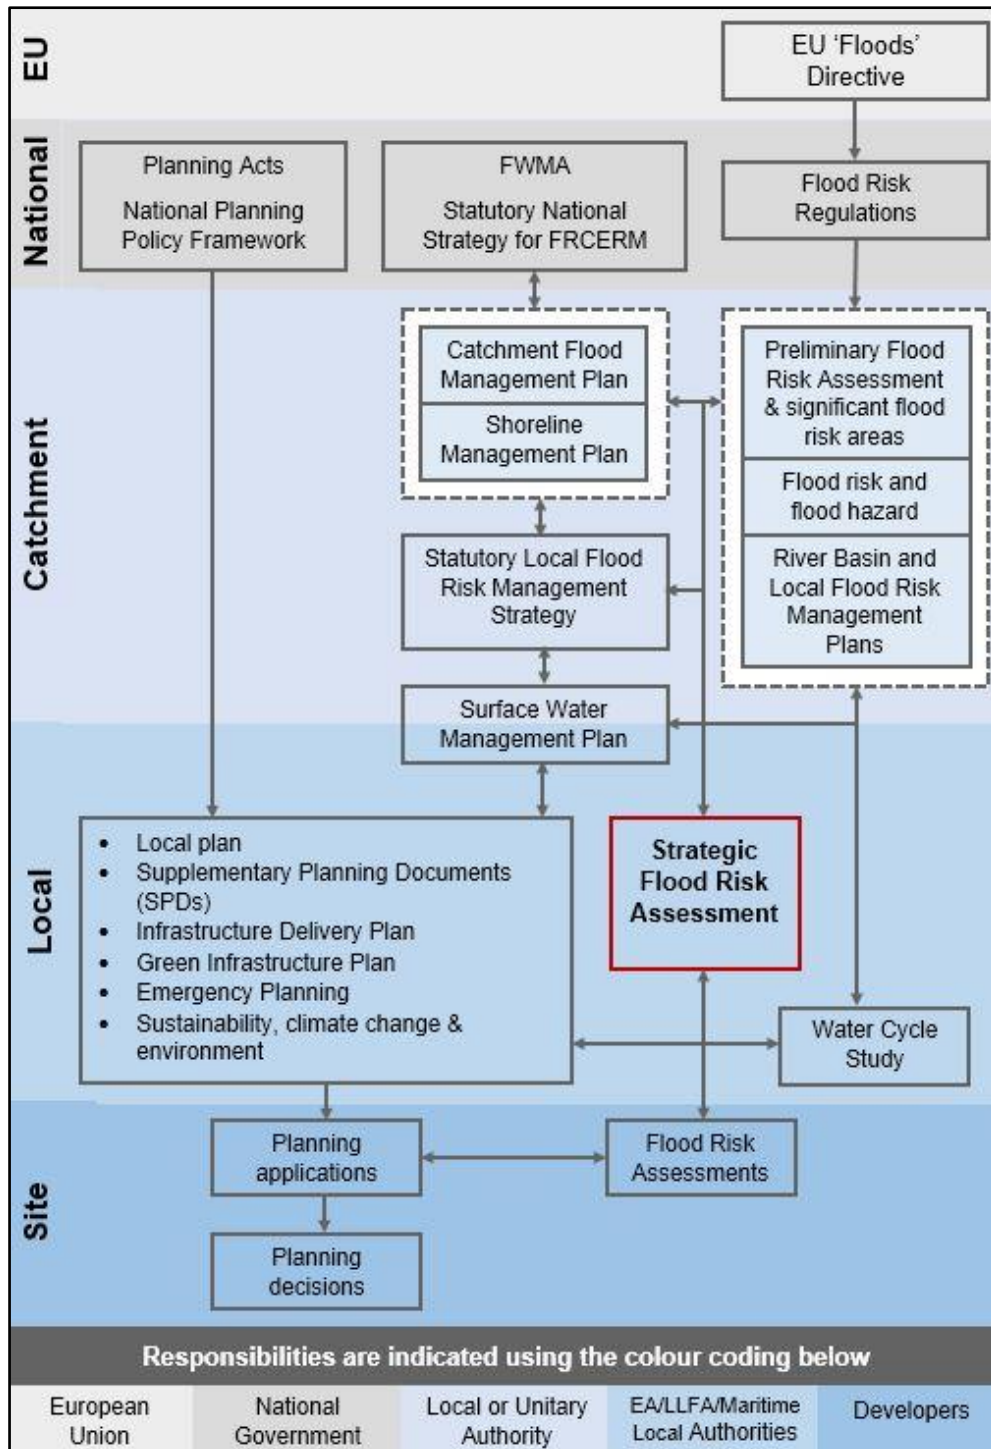 EU
EU ‘Floods’
Directive
National
Planning Acts
National Planning
Policy Framework
FWMA
Statutory National
Strategy for FRCERM
Flood Risk
Regulations
Catchment
Catchment Flood
Management Plan
Shoreline
Management Plan
Preliminary Flood
Risk Assessment
& significant flood
risk areas
Flood risk and
flood hazard
River Basin and
Local Flood Risk
Management
Plans
Statutory Local Flood
Risk Management
Strategy
Surface Water
Management Plan
Local
• Local plan
• Supplementary Planning Documents
(SPDs)
• Infrastructure Delivery Plan
• Green Infrastructure Plan
• Emergency Planning
• Sustainability, climate change &
environment
Strategic
Flood Risk
Assessment
Water Cycle
Study
Site
Planning
applications
Flood Risk
Assessments
Planning
decisions
Responsibilities are indicated using the colour coding below
European
Union
National
Government
Local or Unitary
Authority
EA/LLFA/Maritime
Local Authorities
Developers